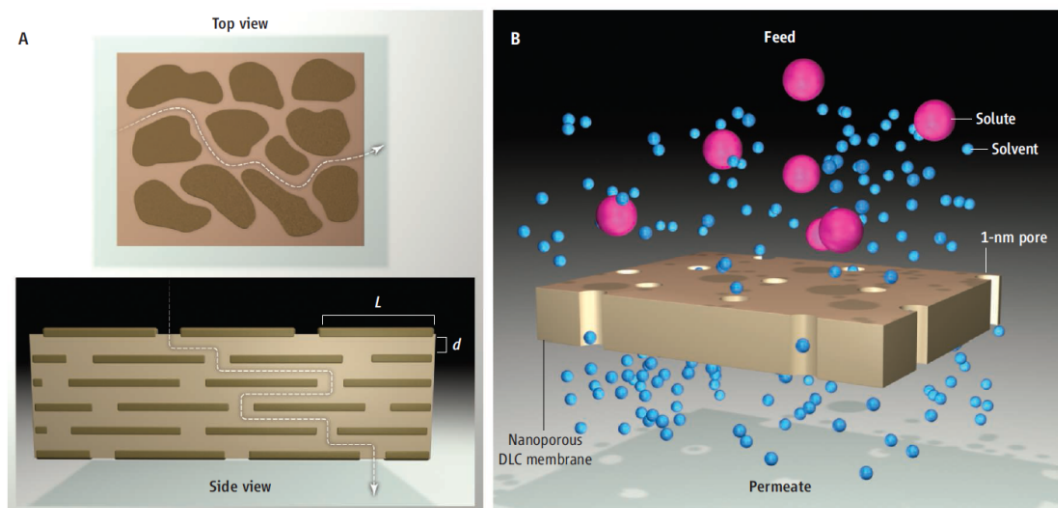 A
Top view
L
d
Side view
B
Feed
Solute
Solvent
1-nm pore
Nanoporous
DLC membrane
Permeate